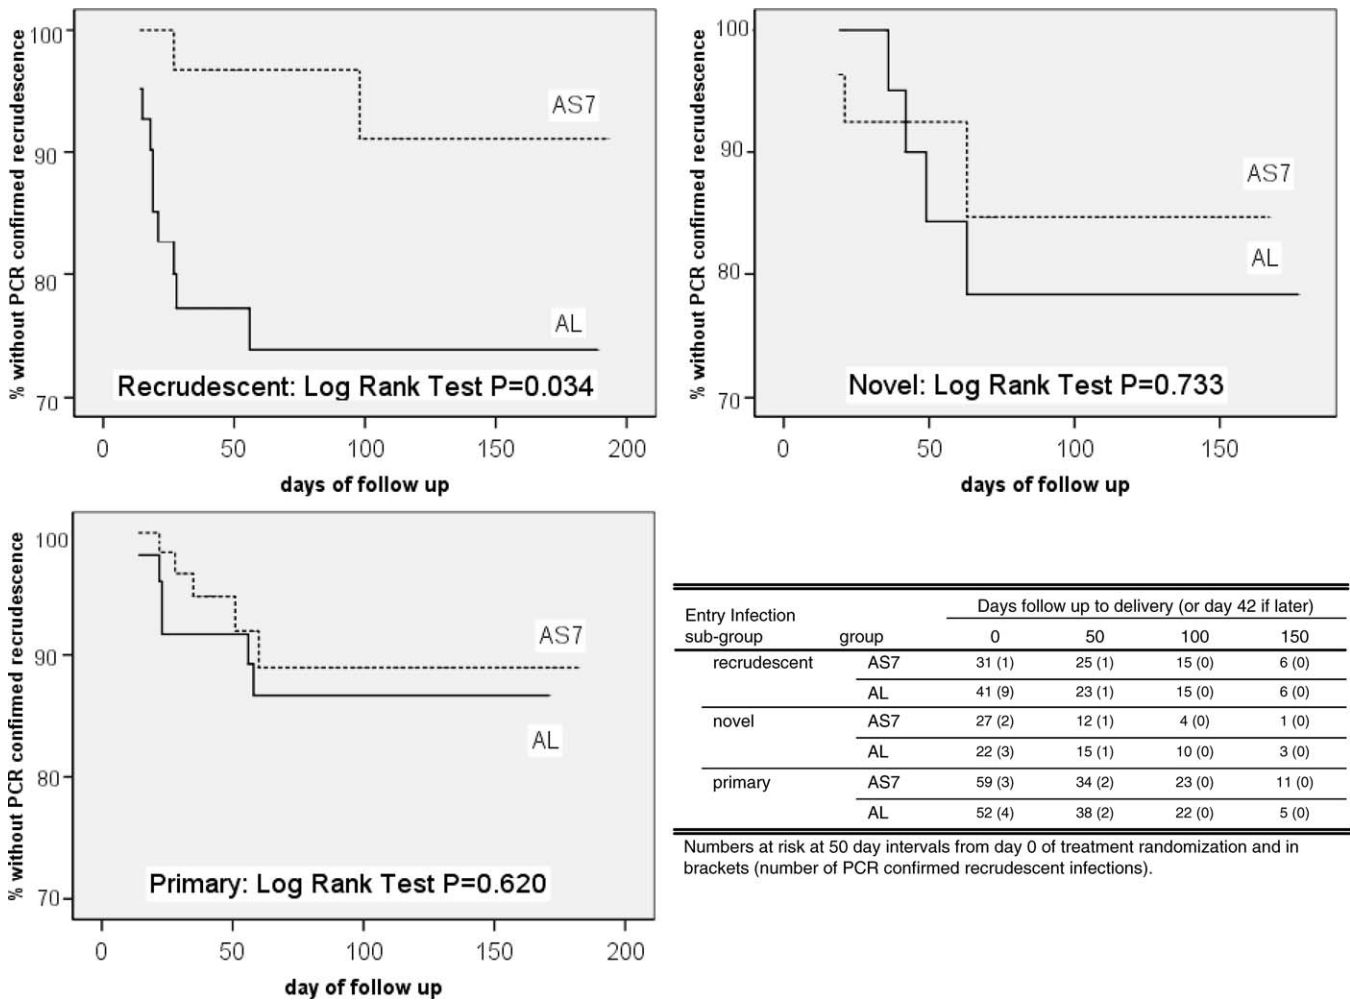 % without PCR confirmed recrudescence
100
90
80
70
AS7
AL
Recrudescent: Log Rank Test P=0.034
0 50 100 150 200
days of follow up
% without PCR confirmed recrudescence
100
90
80
70
AS7
AL
Novel: Log Rank Test P=0.733
0 50 100 150
days of follow up
% without PCR confirmed recrudescence
100
90
80
70
AS7
AL
Primary: Log Rank Test P=0.620
0 50 100 150 200
day of follow up
Days follow up to delivery (or day 42 if later)
Entry Infection
sub-group group 0 50 100 150
recrudescent AS7 31 (1) 25 (1) 15 (0) 6 (0)
AL 41 (9) 23 (1) 15 (0) 6 (0)
novel AS7 27 (2) 12 (1) 4 (0) 1 (0)
AL 22 (3) 15 (1) 10 (0) 3 (0)
primary AS7 59 (3) 34 (2) 23 (0) 11 (0)
AL 52 (4) 38 (2) 22 (0) 5 (0)
Numbers at risk at 50 day intervals from day 0 of treatment randomization and in
brackets (number of PCR confirmed recrudescent infections).